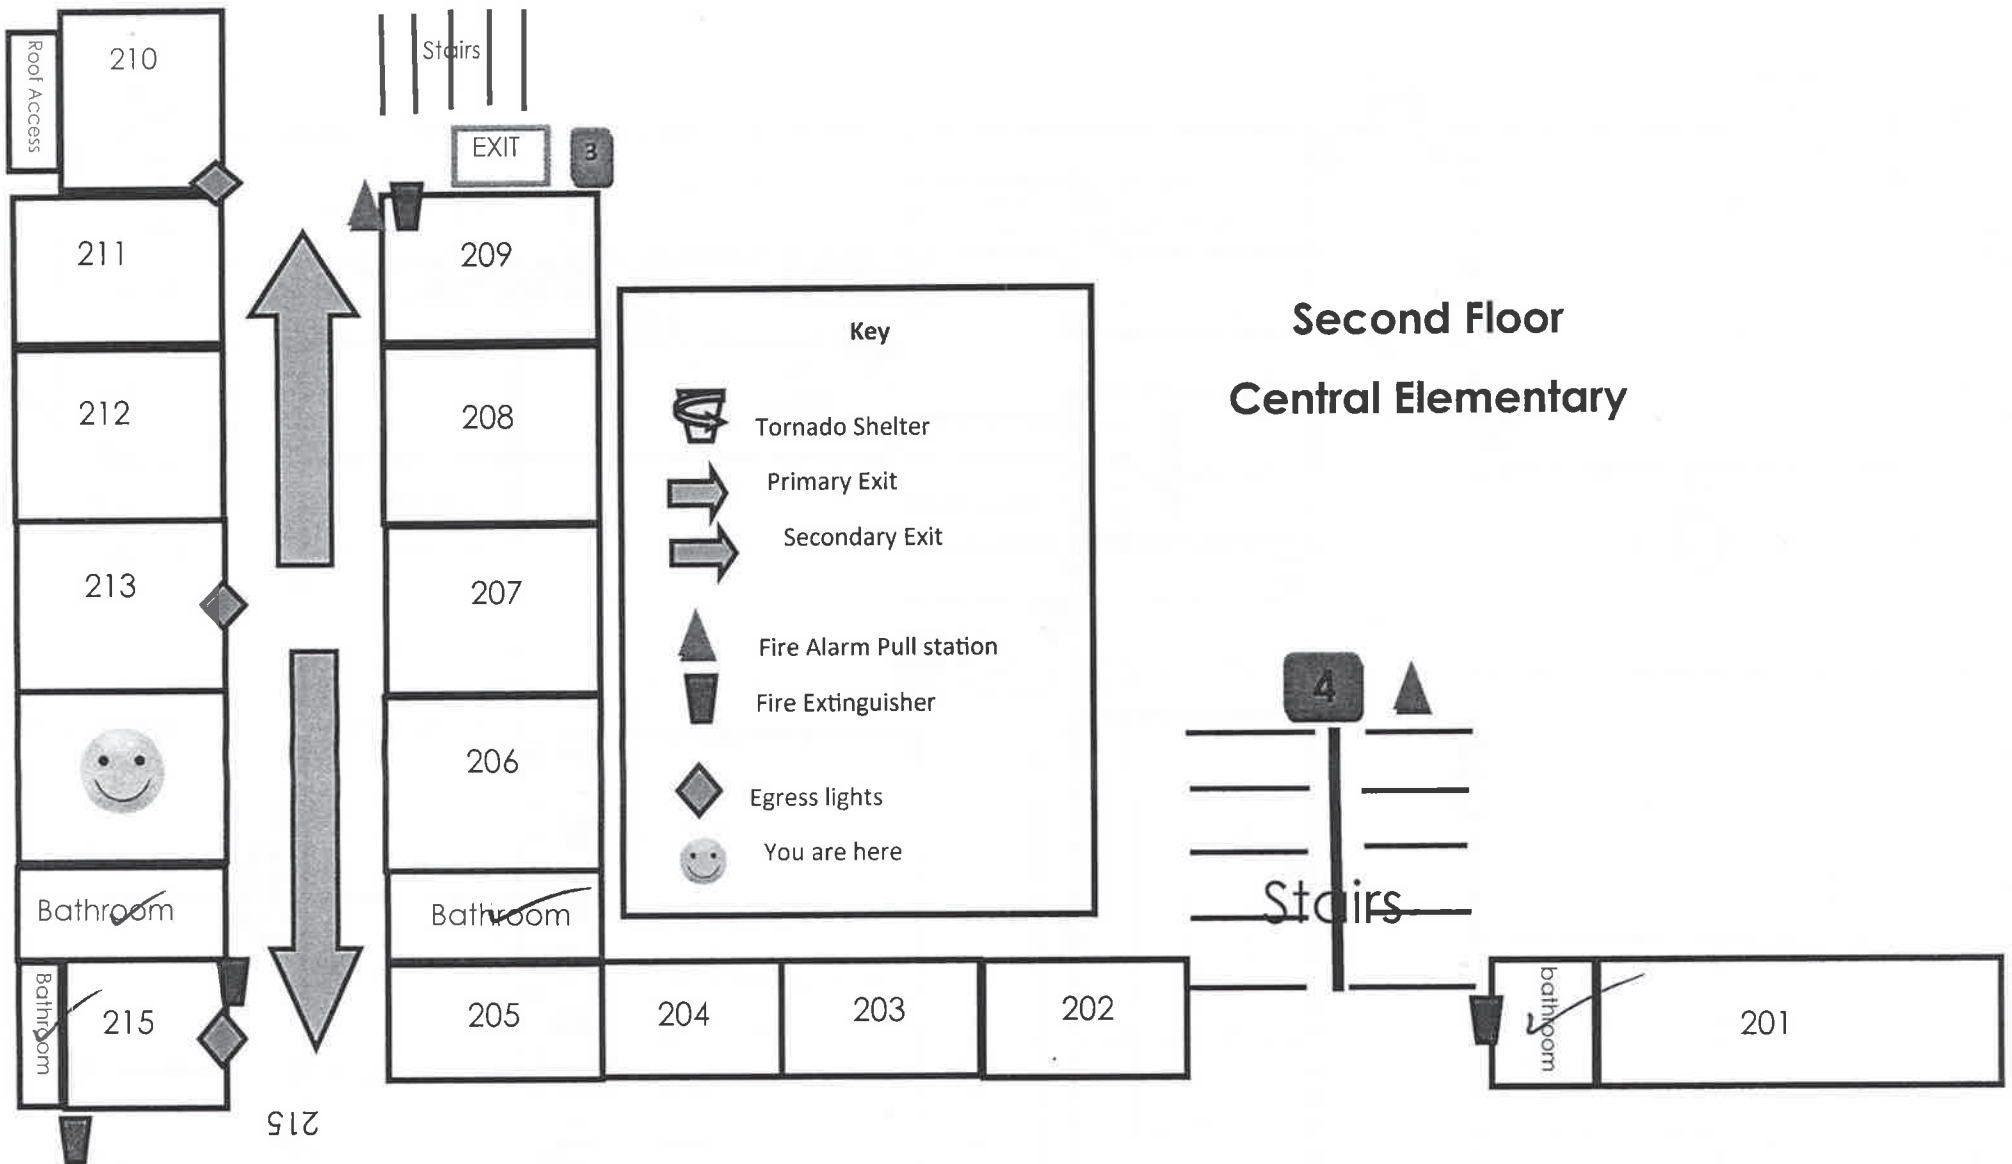 210
Roof Access
Stairs
EXIT
3
211
209
212
208
213
207
206
Bathroom
Bathroom
Bathroom
215
205
204
203
202
215
Key
Tornado Shelter
Primary Exit
Secondary Exit
Fire Alarm Pull station
Fire Extinguisher
Egress lights
You are here
Second Floor
Central Elementary
4
Stairs
bathroom
201